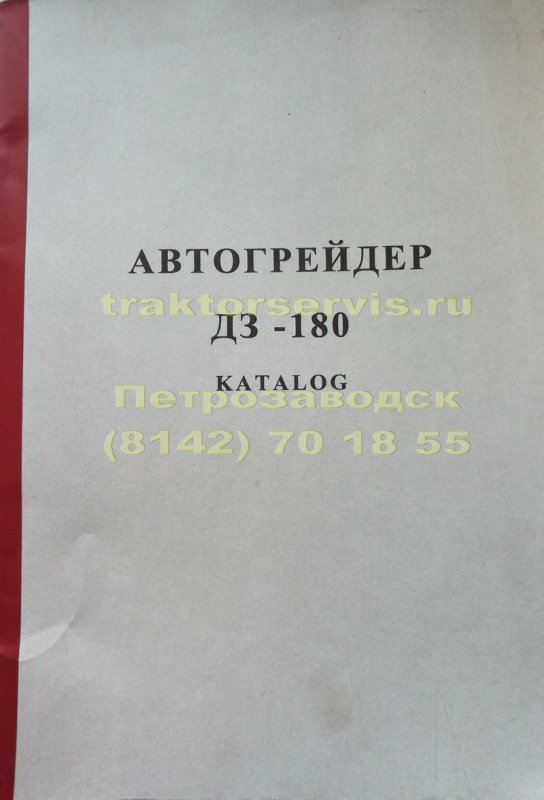 АВТОГРЕЙДЕР
traktorservis.ru
ДЗ -180
KATALOG
Петрозаводск
(8142) 70 18 55